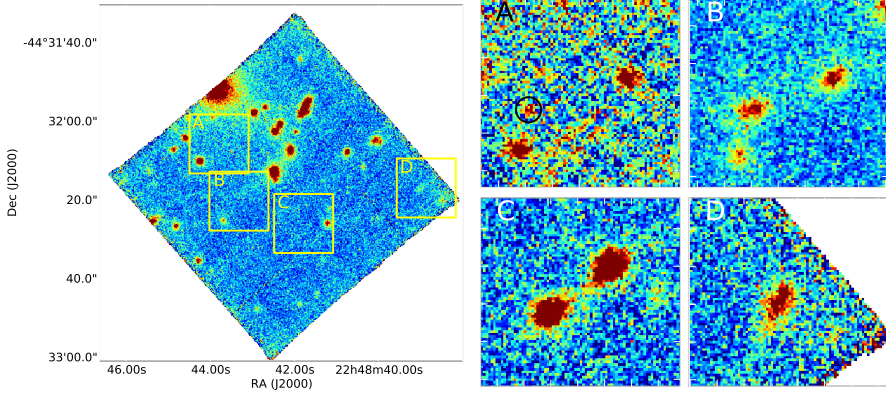 -44°31'40.0"
32'00.0"
20.0"
40.0"
33'00.0"
Dec (J2000)
46.00s 44.00s 42.00s 22h48m40.00s
RA (J2000)
A
B
C
D
A
B
C
D